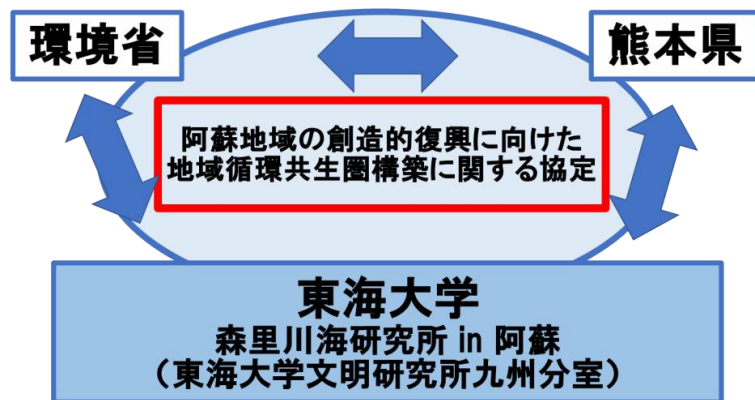 環境省
熊本県
阿蘇地域の創造的復興に向けた
地域循環共生圏構築に関する協定
東海大学
森里川海研究所 in 阿蘇
（東海大学文明研究所九州分室）